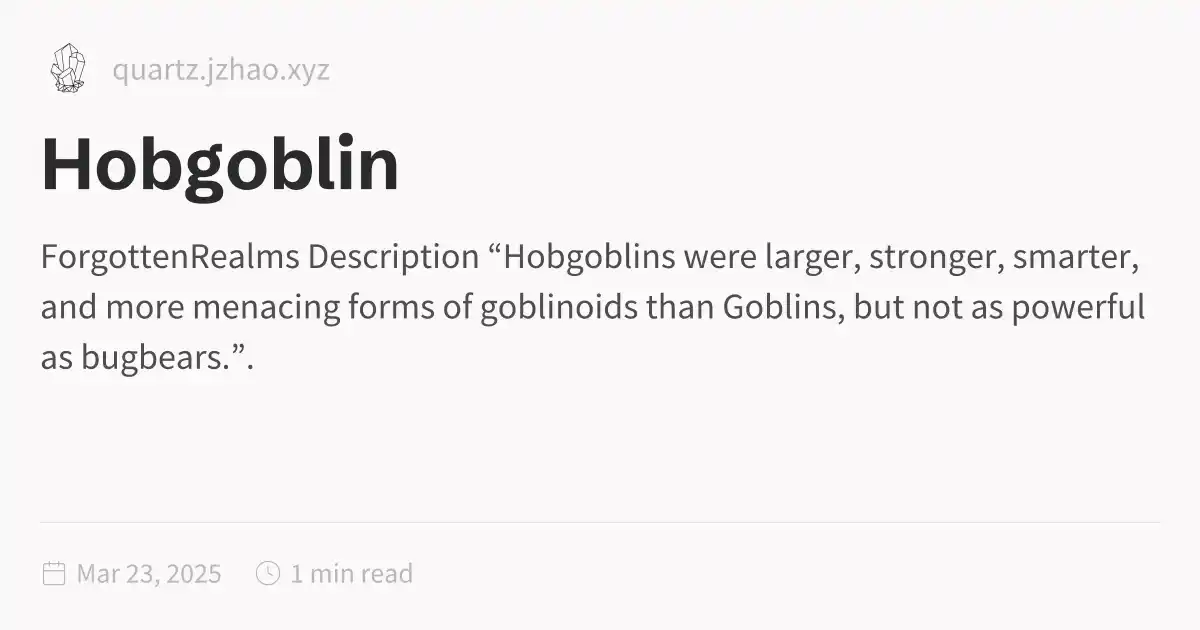 quartz.jzhao.xyz
Hobgoblin
ForgottenRealms Description “Hobgoblins were larger, stronger, smarter,
and more menacing forms of goblinoids than Goblins, but not as powerful
as bugbears.”.
Mar 23, 2025 1 min read